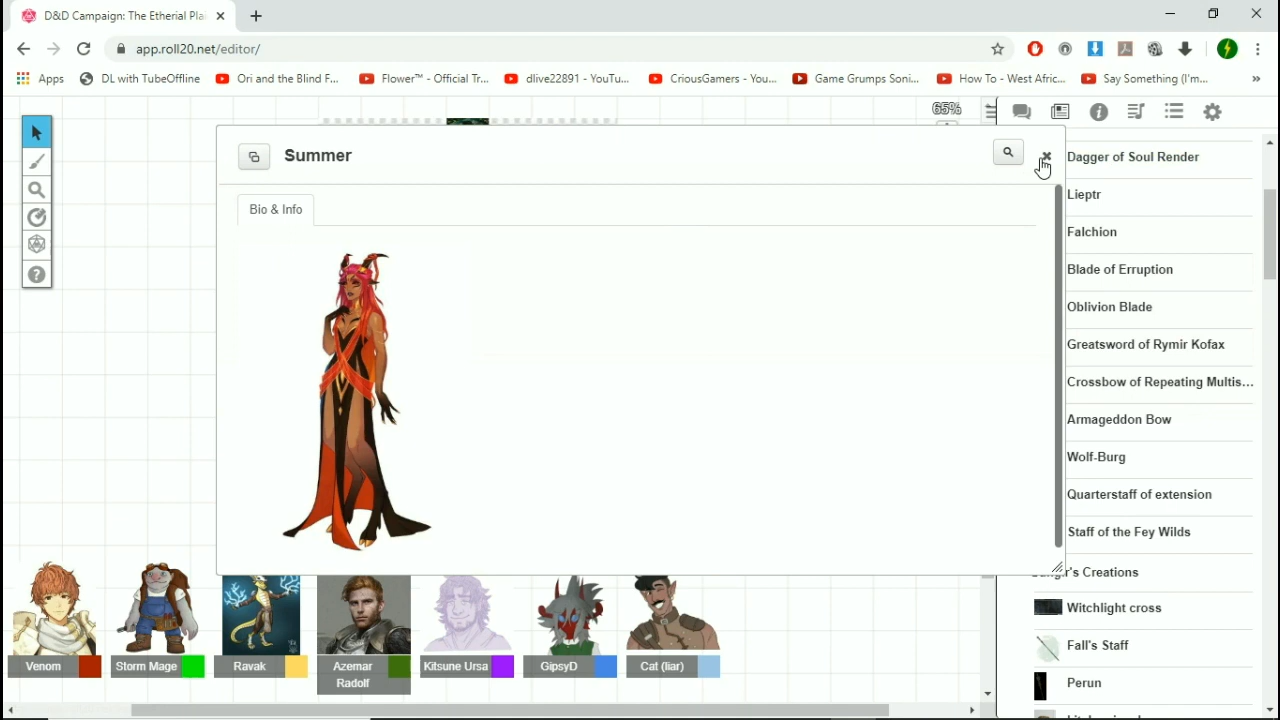 D&D Campaign: The Etherial Pla
app.roll20.net/editor/
Apps
DL with TubeOffline
Ori and the Blind F...
Flower™ - Official Tr...
dlive22891 - YouTu...
CriousGamers - You...
Game Grumps Soni...
How To - West Afric...
Say Something (I'm...
»
65%
Summer
Bio & Info
Dagger of Soul Render
Lieptr
Falchion
Blade of Erruption
Oblivion Blade
Greatsword of Rymir Kofax
Crossbow of Repeating Multis...
Armageddon Bow
Wolf-Burg
Quarterstaff of extension
Staff of the Fey Wilds
Creations
Witchlight cross
Fall's Staff
Perun
Venom
Storm Mage
Ravak
Azemar
Radolf
Kitsune Ursa
GipsyD
Cat (liar)